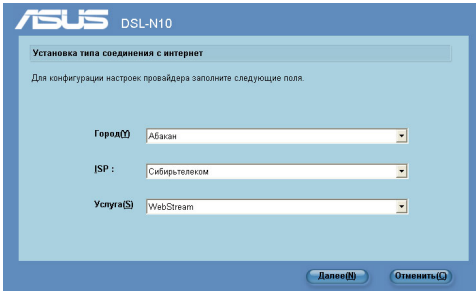 ASUS DSL-N10
Установка типа соединения с интернет
Для конфигурации настроек провайдера заполните следующие поля.
Город(Y) Абакан
ISP : Сибирьтелеком
Услуга(S) WebStream
Далее(N) Отменить(C)